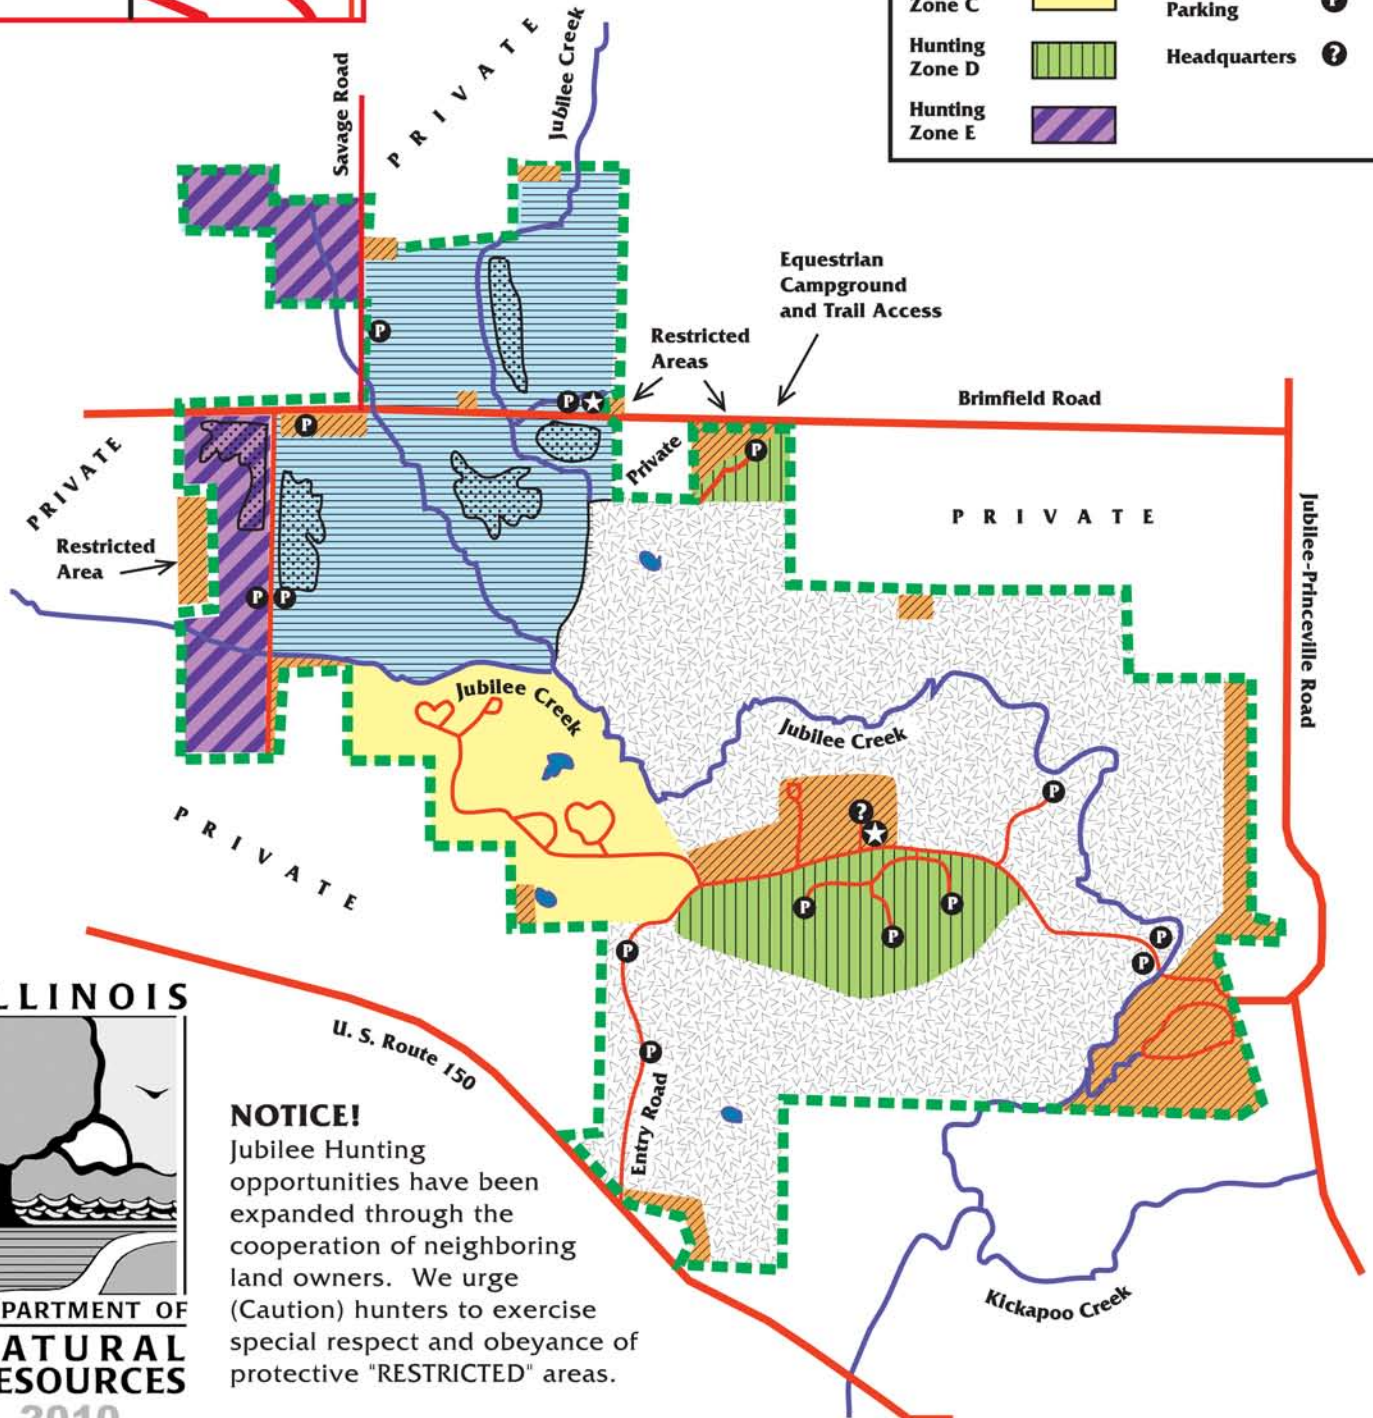 Zone C
Parking
P
Hunting
Zone D
Headquarters
?
Hunting
Zone E
Savage Road
PRIVATE
Jubilee Creek
Equestrian
Campground
and Trail Access
Restricted
Areas
P
P
Brimfield Road
P
Private
P
PRIVATE
PRIVATE
Restricted
Area
P P
Jubilee-Princeville Road
Jubilee Creek
Jubilee Creek
P
?
PRIVATE
P
P
P
P
P
P
P
Entry Road
U. S. Route 150
Kickapoo Creek
LLINOIS
PARTMENT OF
ATURAL
ESOURCES
2010
NOTICE!
Jubilee Hunting
opportunities have been
expanded through the
cooperation of neighboring
land owners. We urge
(Caution) hunters to exercise
special respect and obeyance of
protective "RESTRICTED" areas.